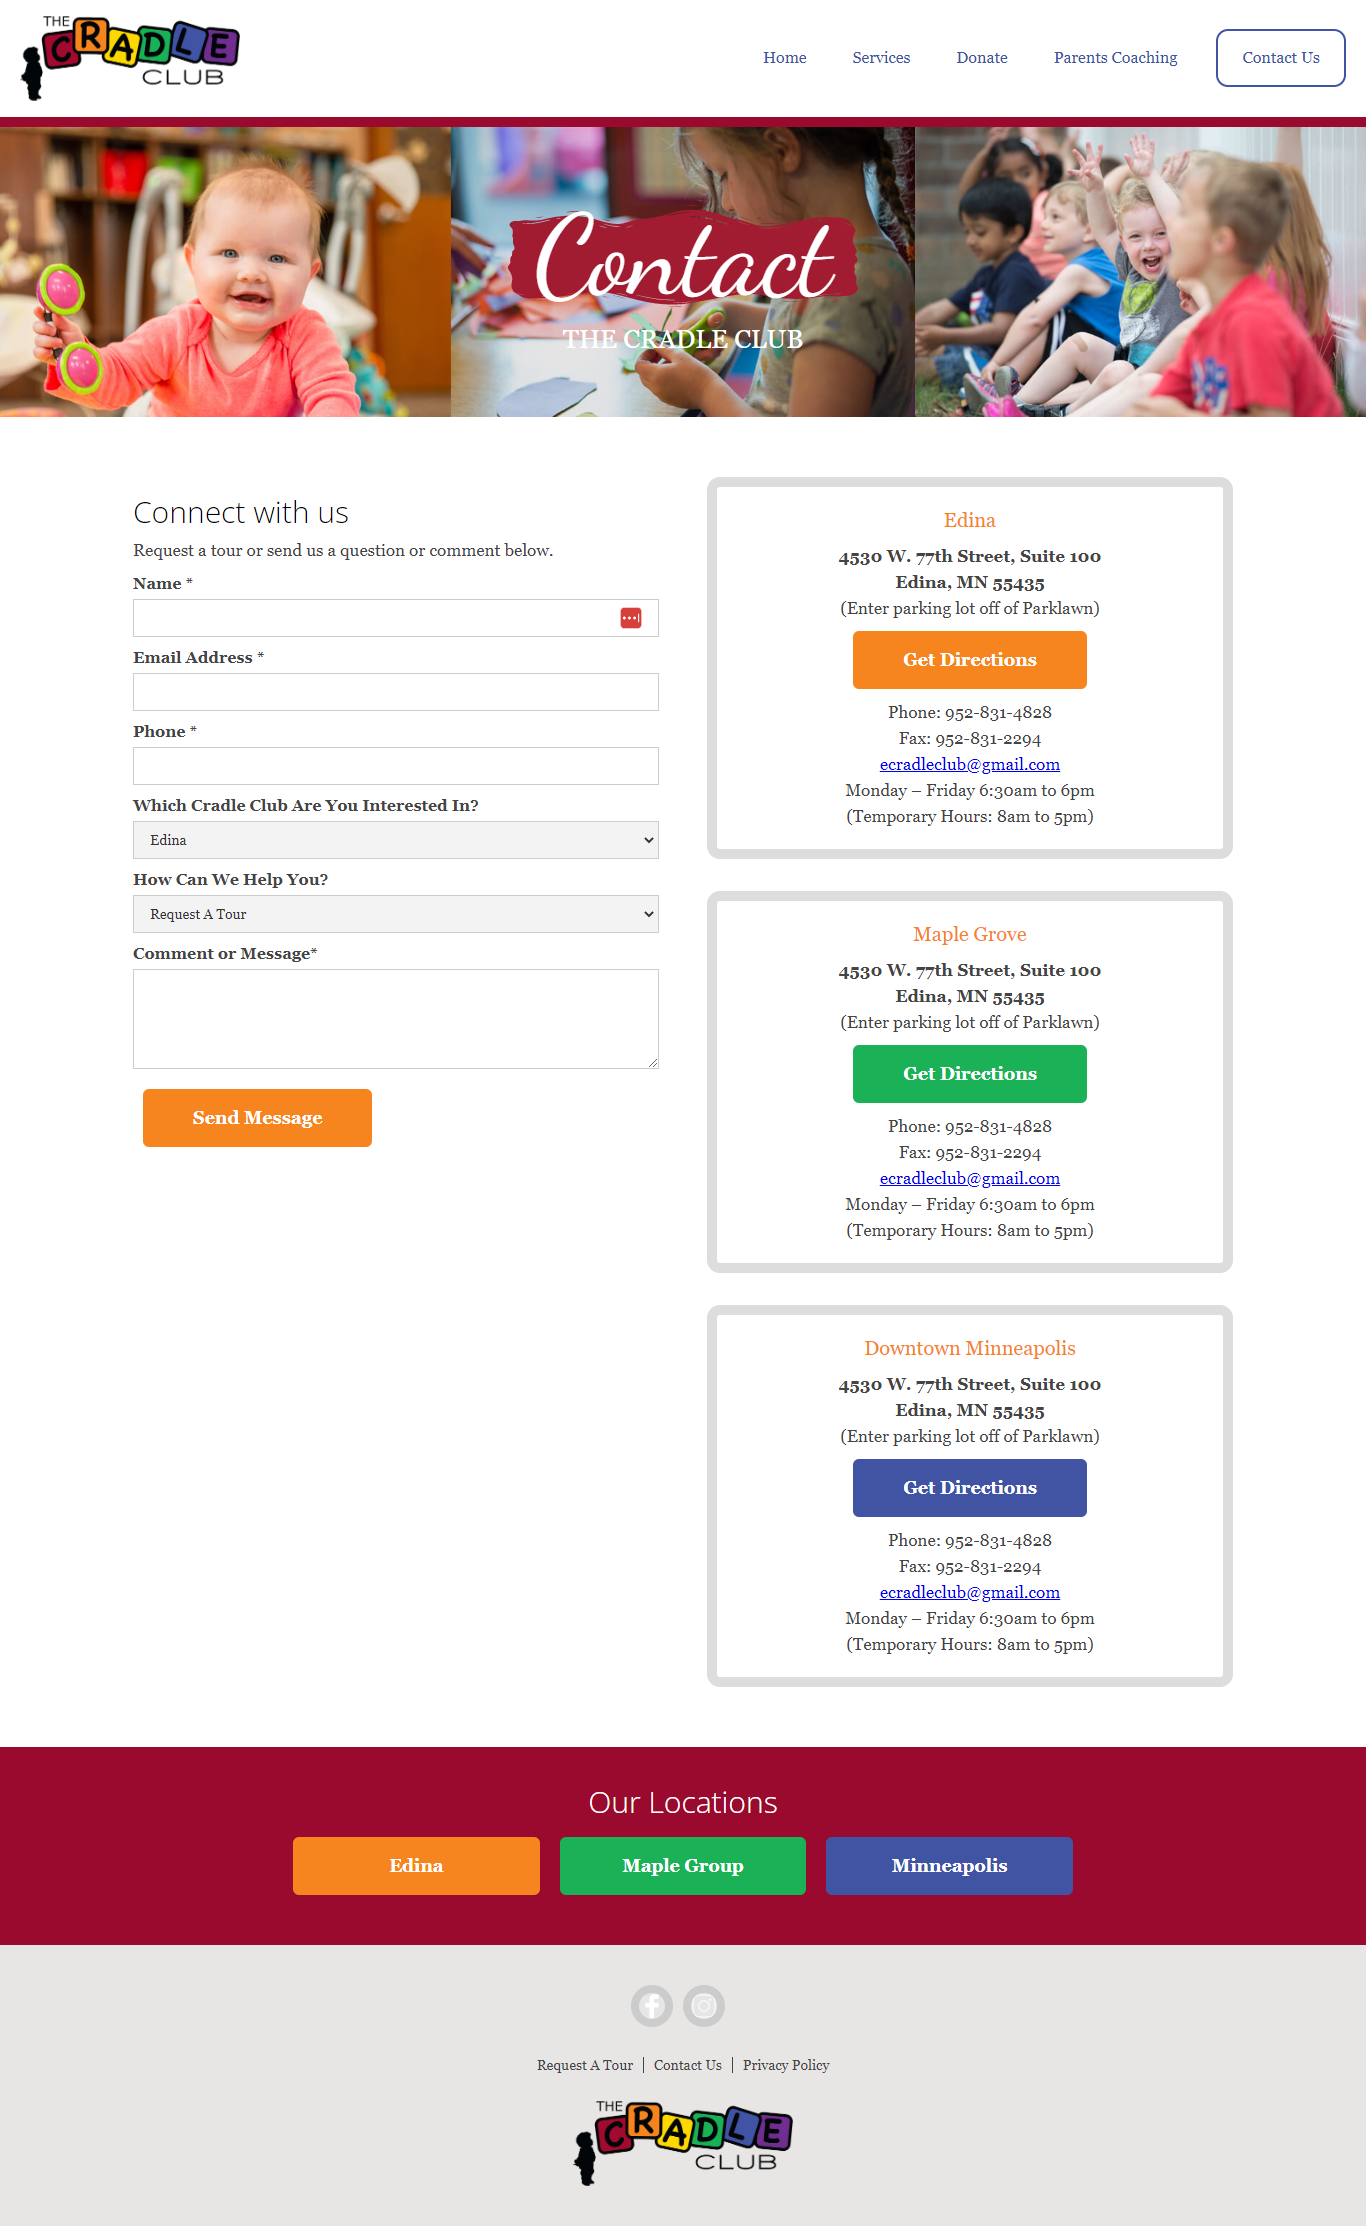 THE
CRADLE
CLUB
Home
Services
Donate
Parents Coaching
Contact Us
Contact
THE CRADLE CLUB
Connect with us
Request a tour or send us a question or comment below.
Name *
Email Address *
Phone *
Which Cradle Club Are You Interested In?
Edina
How Can We Help You?
Request A Tour
Comment or Message*
Send Message
Edina
4530 W. 77th Street, Suite 100
Edina, MN 55435
(Enter parking lot off of Parklawn)
Get Directions
Phone: 952-831-4828
Fax: 952-831-2294
ecradleclub@gmail.com
Monday – Friday 6:30am to 6pm
(Temporary Hours: 8am to 5pm)
Maple Grove
4530 W. 77th Street, Suite 100
Edina, MN 55435
(Enter parking lot off of Parklawn)
Get Directions
Phone: 952-831-4828
Fax: 952-831-2294
ecradleclub@gmail.com
Monday – Friday 6:30am to 6pm
(Temporary Hours: 8am to 5pm)
Downtown Minneapolis
4530 W. 77th Street, Suite 100
Edina, MN 55435
(Enter parking lot off of Parklawn)
Get Directions
Phone: 952-831-4828
Fax: 952-831-2294
ecradleclub@gmail.com
Monday – Friday 6:30am to 6pm
(Temporary Hours: 8am to 5pm)
Our Locations
Edina
Maple Group
Minneapolis
Request A Tour | Contact Us | Privacy Policy
THE
CRADLE
CLUB